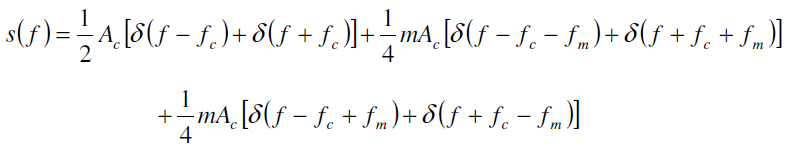 s(f) = 1/2 A_c[δ(f − f_c) + δ(f + f_c)] + 1/4 mA_c[δ(f − f_c − f_m) + δ(f + f_c + f_m)]
+ 1/4 mA_c[δ(f − f_c + f_m) + δ(f + f_c − f_m)]